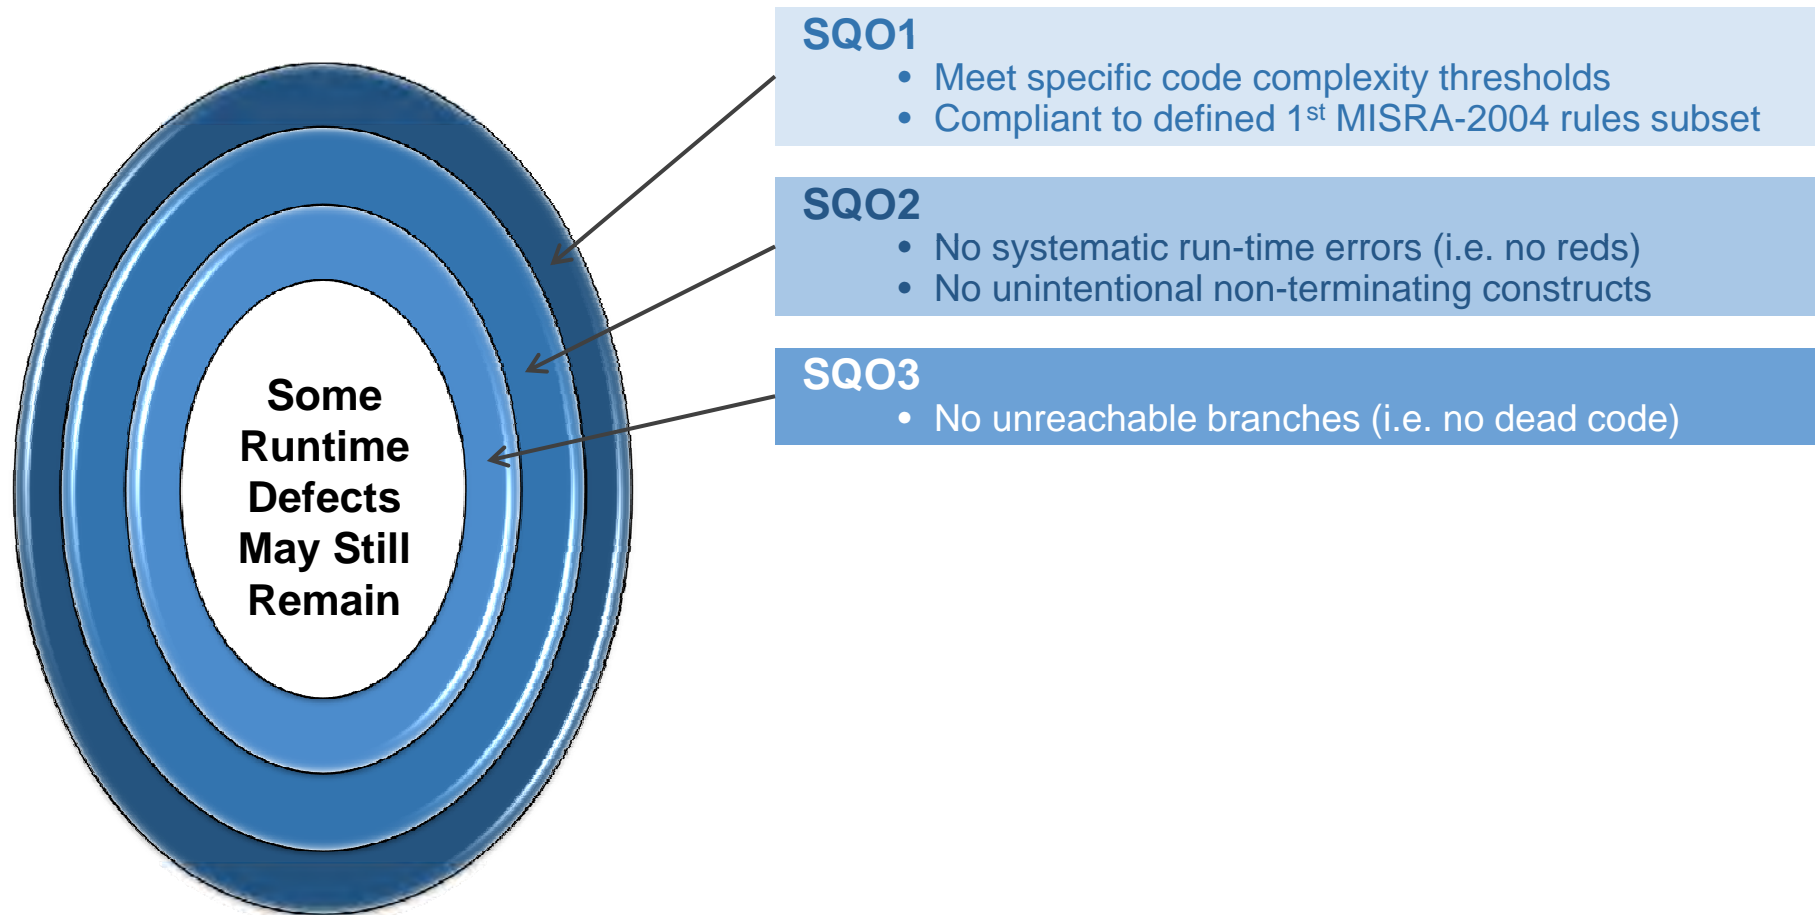 SQO1
• Meet specific code complexity thresholds
• Compliant to defined 1st MISRA-2004 rules subset
SQO2
• No systematic run-time errors (i.e. no reds)
• No unintentional non-terminating constructs
SQO3
• No unreachable branches (i.e. no dead code)
Some
Runtime
Defects
May Still
Remain